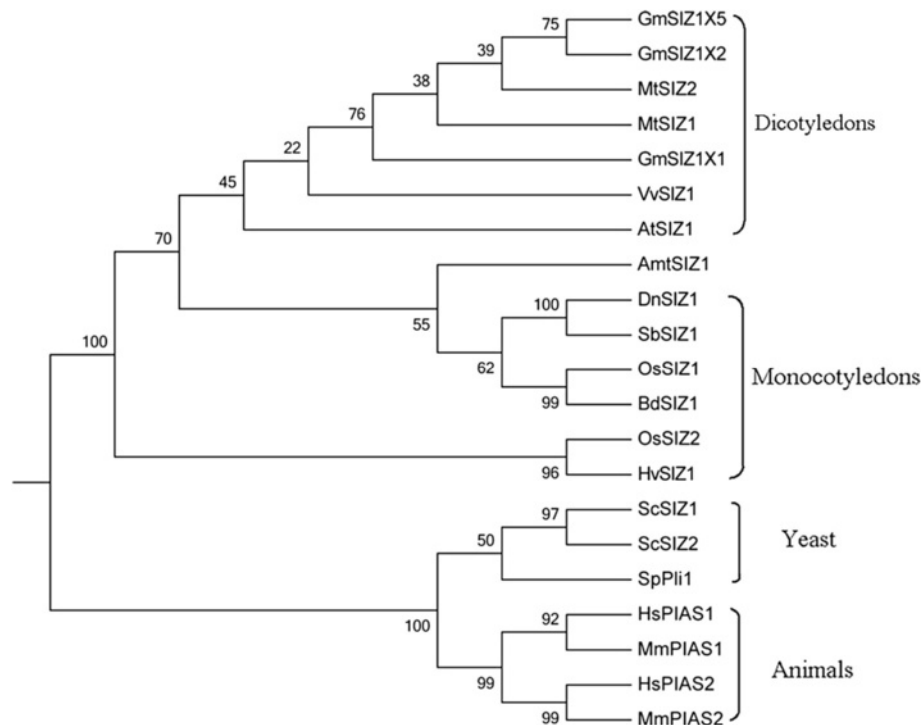 75
GmSIZ1X5
39
GmSIZ1X2
38
MtSIZ2
76
MtSIZ1
Dicotyledons
22
GmSIZ1X1
45
VvSIZ1
70
AtSIZ1
AmtSIZ1
100
DnSIZ1
55
SbSIZ1
100
62
OsSIZ1
Monocotyledons
99
BdSIZ1
OsSIZ2
96
HvSIZ1
97
ScSIZ1
50
ScSIZ2
Yeast
SpPli1
100
92
HsPIAS1
MmPIAS1
99
HsPIAS2
Animals
99
MmPIAS2